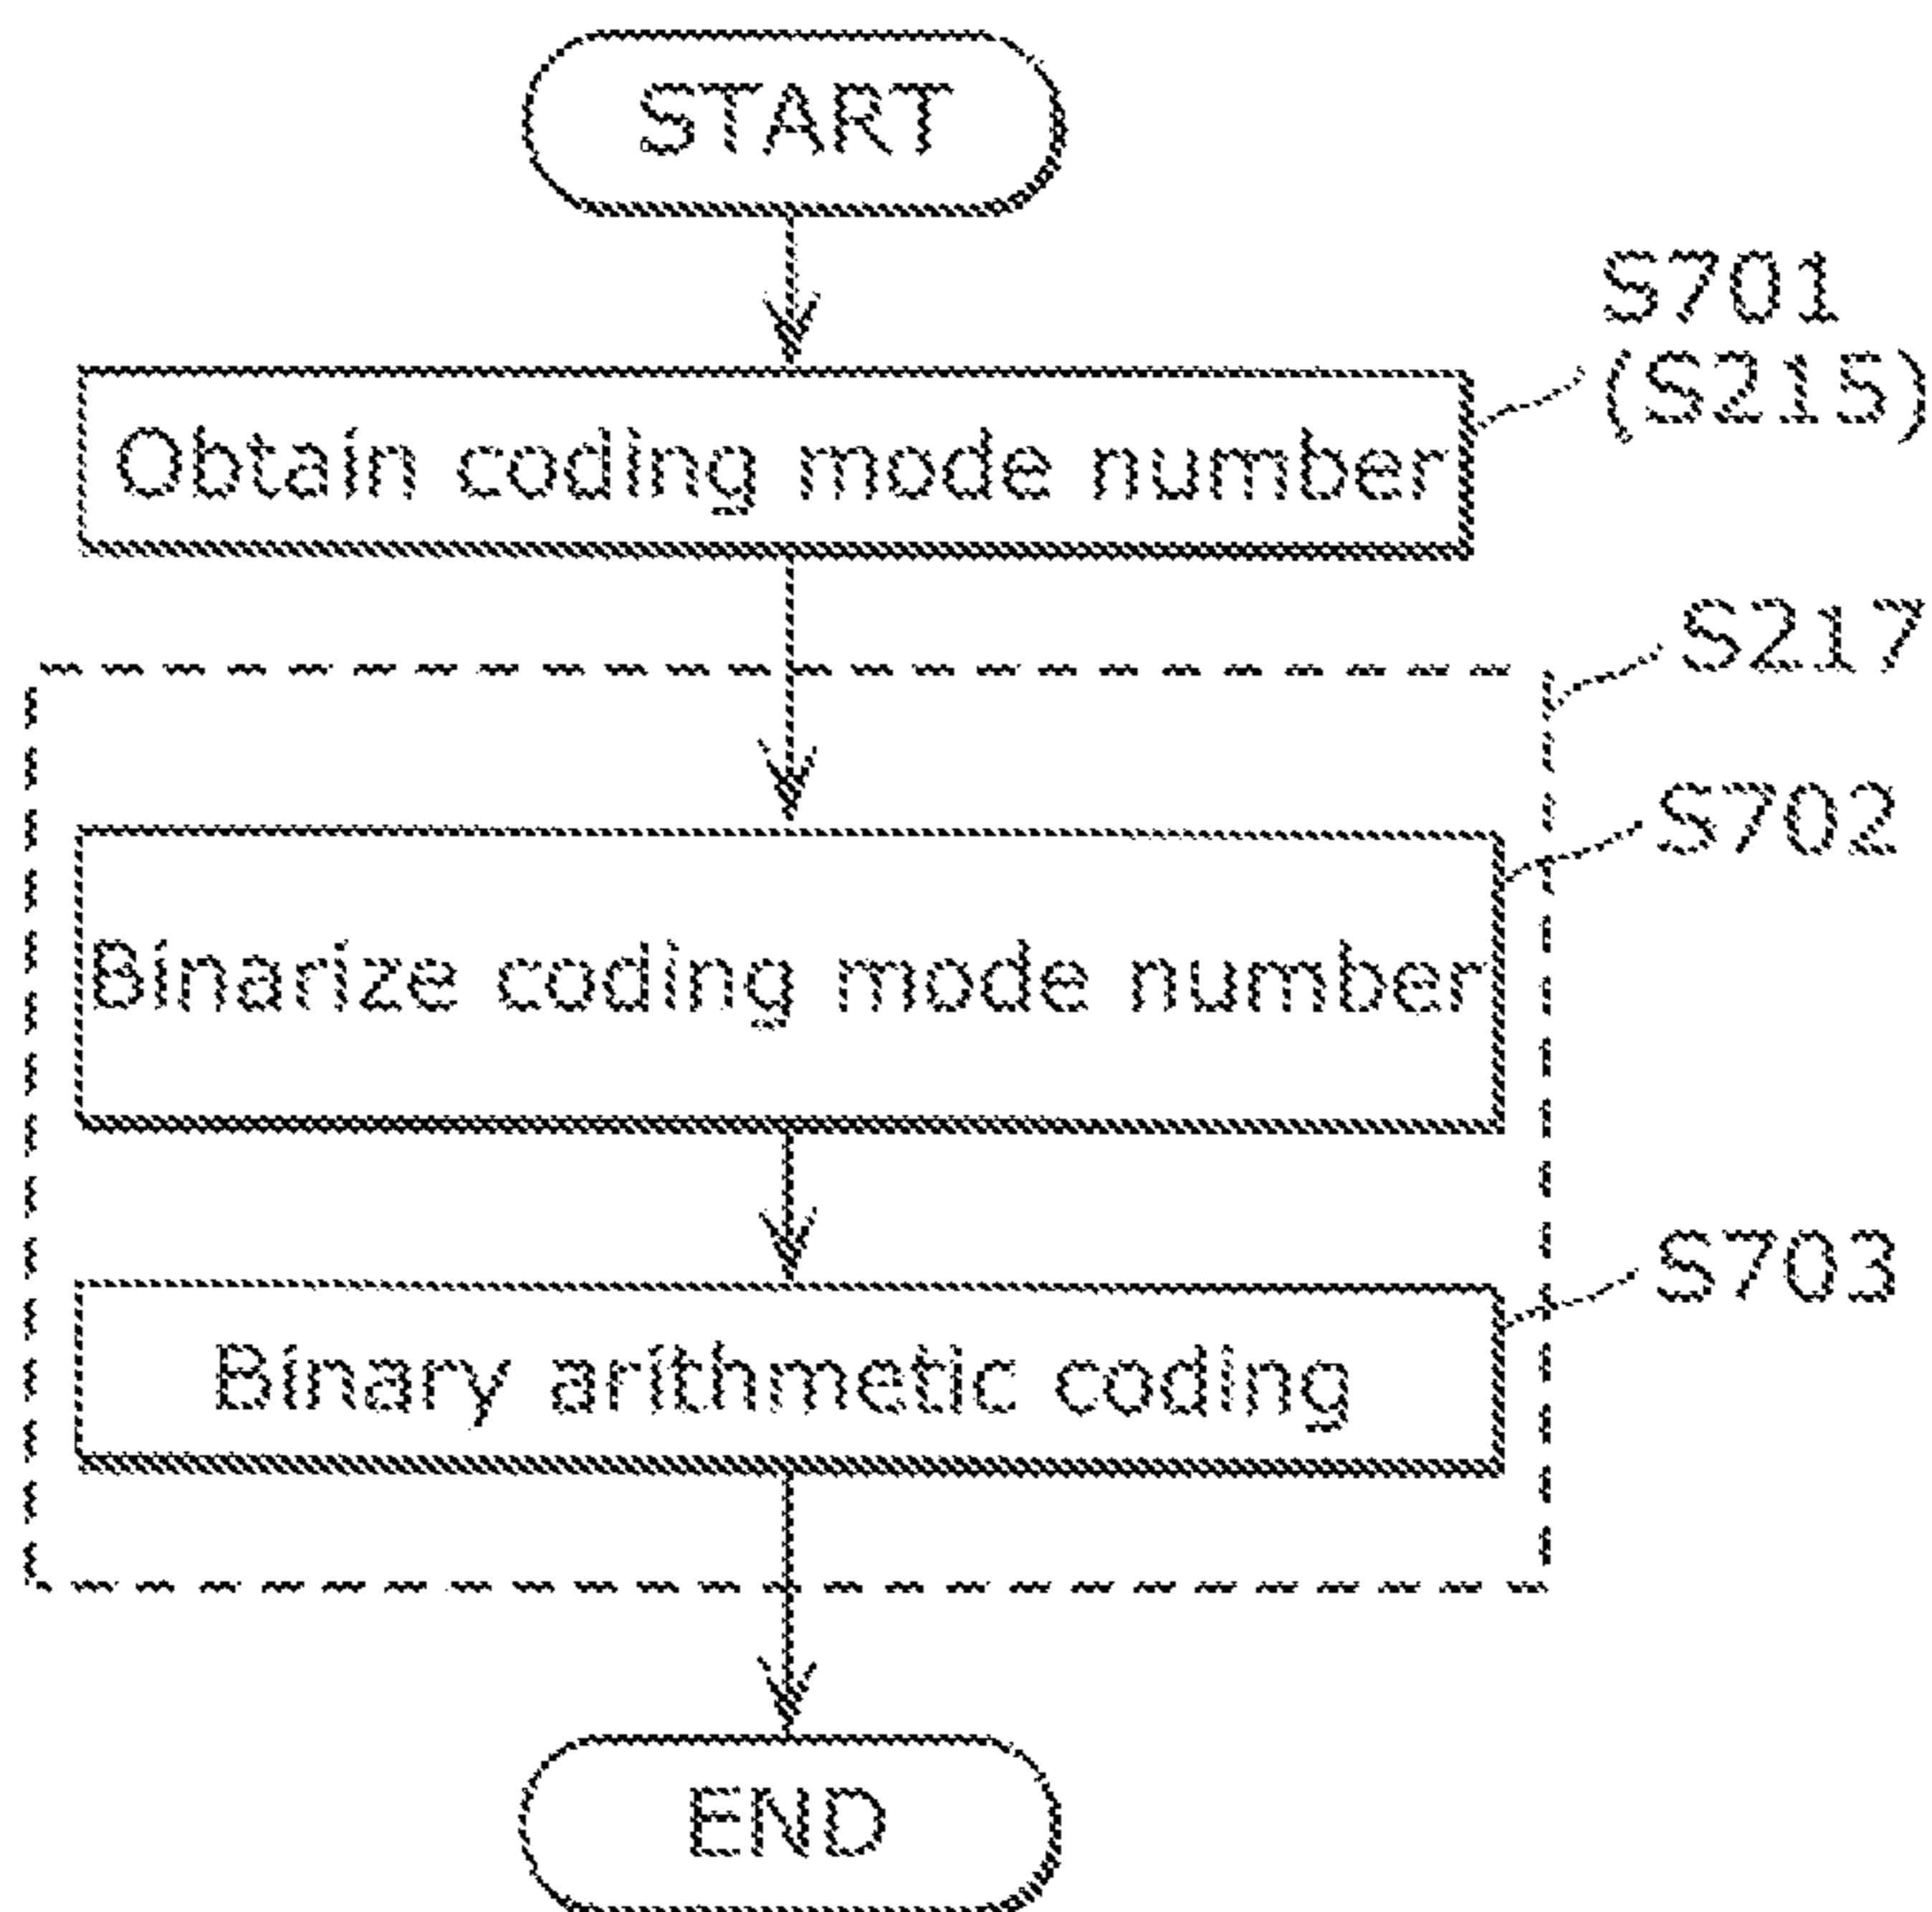 START
S701
(S215)
Obtain coding mode number
S217
S702
Binarize coding mode number
S703
Binary arithmetic coding
END